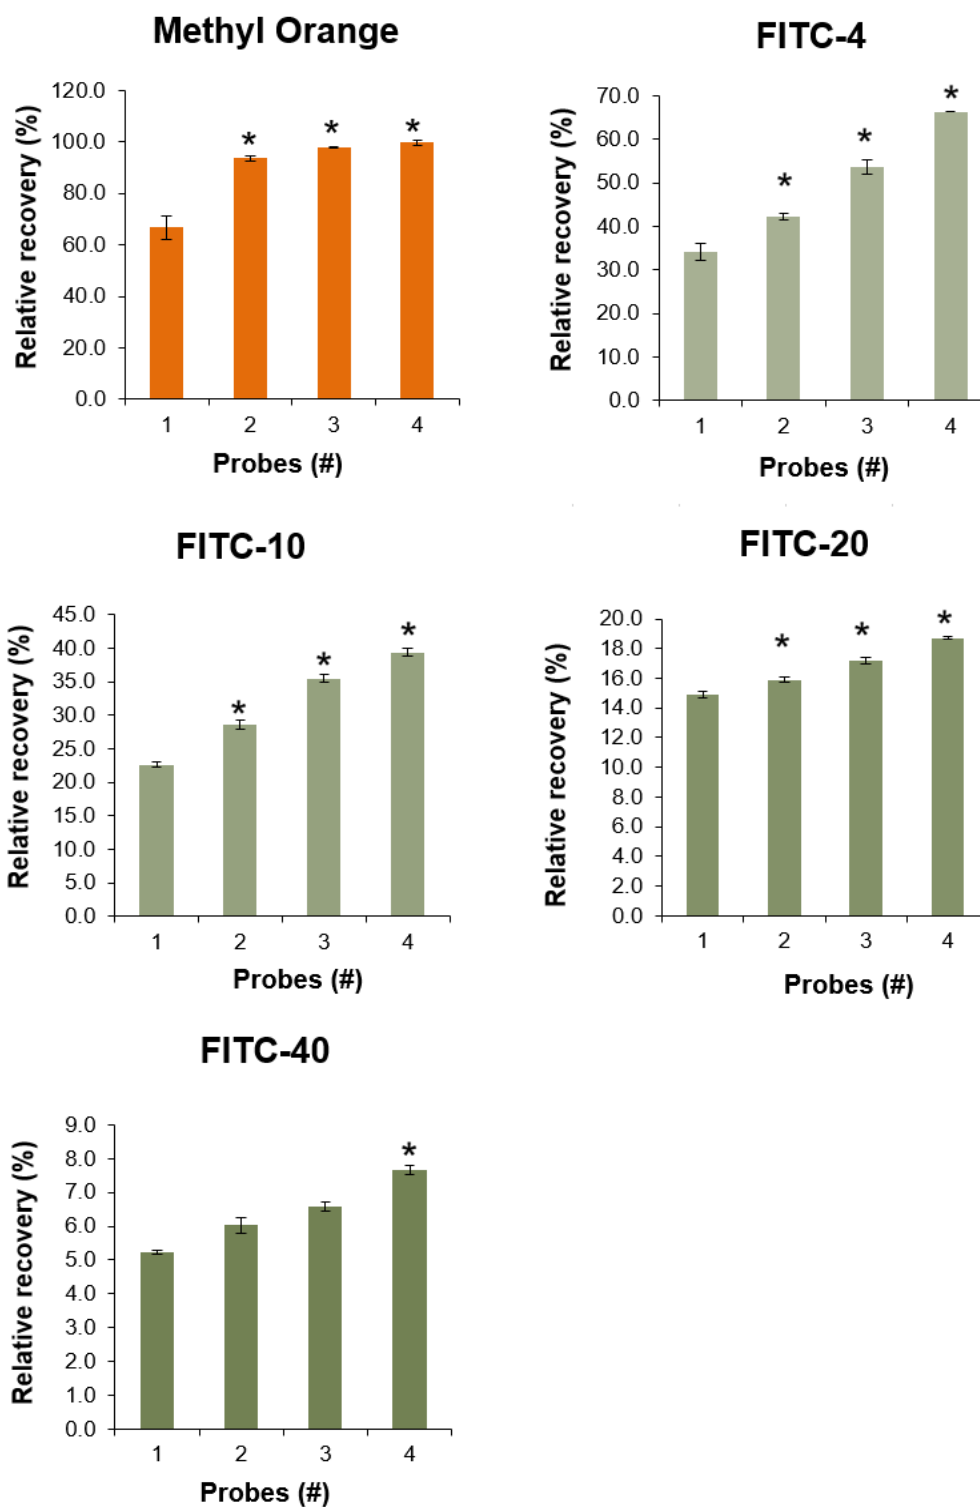 Methyl Orange
Relative recovery (%)
120.0
100.0
80.0
60.0
40.0
20.0
0.0
* * *
1 2 3 4
Probes (#)
FITC-4
Relative recovery (%)
70.0
60.0
50.0
40.0
30.0
20.0
10.0
0.0
* * *
1 2 3 4
Probes (#)
FITC-10
Relative recovery (%)
45.0
40.0
35.0
30.0
25.0
20.0
15.0
10.0
5.0
0.0
* * *
1 2 3 4
Probes (#)
FITC-20
Relative recovery (%)
20.0
18.0
16.0
14.0
12.0
10.0
8.0
6.0
4.0
2.0
0.0
* * *
1 2 3 4
Probes (#)
FITC-40
Relative recovery (%)
9.0
8.0
7.0
6.0
5.0
4.0
3.0
2.0
1.0
0.0
*
1 2 3 4
Probes (#)